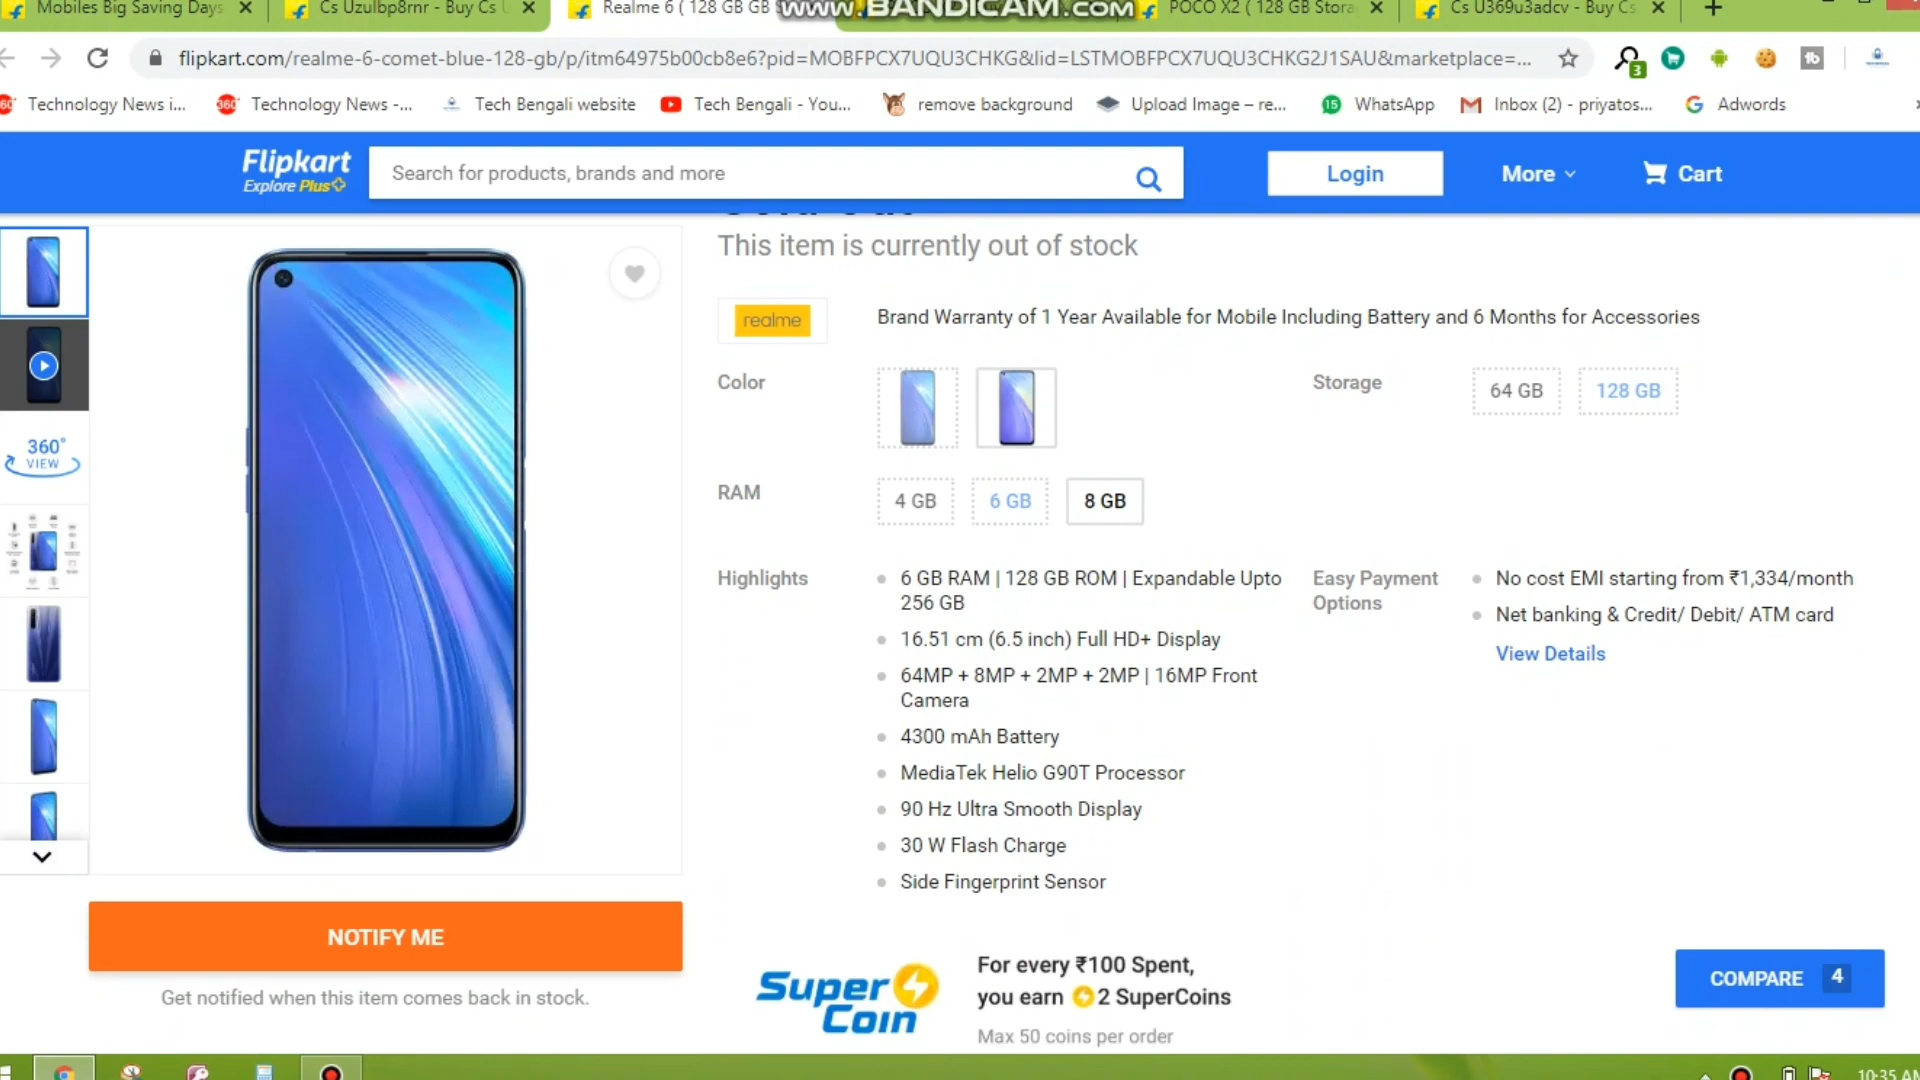 Mobiles Big Saving Days
Cs Uzulbp8rnr - Buy Cs U
Realme 6 ( 128 GB GB S
www.BANDICAM.com
POCO X2 ( 128 GB Stora
Cs U369u3adcv - Buy Cs
flipkart.com/realme-6-comet-blue-128-gb/p/itm64975b00cb8e6?pid=MOBFPCX7UQU3CHKG&lid=LSTMOBFPCX7UQU3CHKG2J1SAU&marketplace=...
3
Technology News i...
360
Technology News -...
Tech Bengali website
Tech Bengali - You...
remove background
Upload Image – re...
15
WhatsApp
Inbox (2) - priyatos...
Adwords
Flipkart
Explore Plus
Search for products, brands and more
Login
More
Cart
This item is currently out of stock
realme
Brand Warranty of 1 Year Available for Mobile Including Battery and 6 Months for Accessories
Color
Storage
64 GB
128 GB
360°
VIEW
RAM
4 GB
6 GB
8 GB
Highlights
6 GB RAM | 128 GB ROM | Expandable Upto
256 GB
16.51 cm (6.5 inch) Full HD+ Display
64MP + 8MP + 2MP + 2MP | 16MP Front
Camera
4300 mAh Battery
MediaTek Helio G90T Processor
90 Hz Ultra Smooth Display
30 W Flash Charge
Side Fingerprint Sensor
Easy Payment
Options
No cost EMI starting from ₹1,334/month
Net banking & Credit/ Debit/ ATM card
View Details
NOTIFY ME
Get notified when this item comes back in stock.
Super
Coin
For every ₹100 Spent,
you earn 2 SuperCoins
Max 50 coins per order
COMPARE 4
10:35 AM